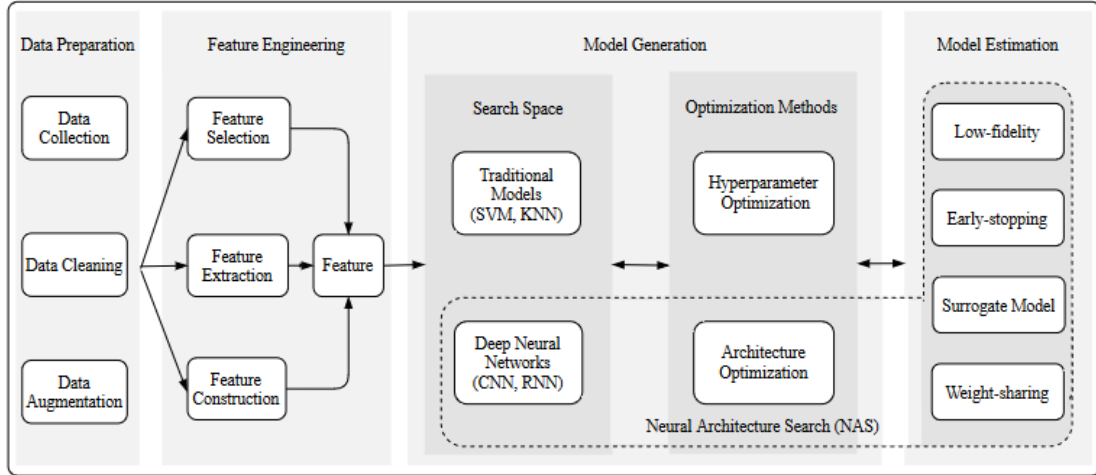 Data Preparation
Data
Collection
Data Cleaning
Data
Augmentation
Feature Engineering
Feature
Selection
Feature
Extraction
Feature
Construction
Feature
Model Generation
Search Space
Traditional
Models
(SVM, KNN)
Deep Neural
Networks
(CNN, RNN)
Optimization Methods
Hyperparameter
Optimization
Architecture
Optimization
Neural Architecture Search (NAS)
Model Estimation
Low-fidelity
Early-stopping
Surrogate Model
Weight-sharing